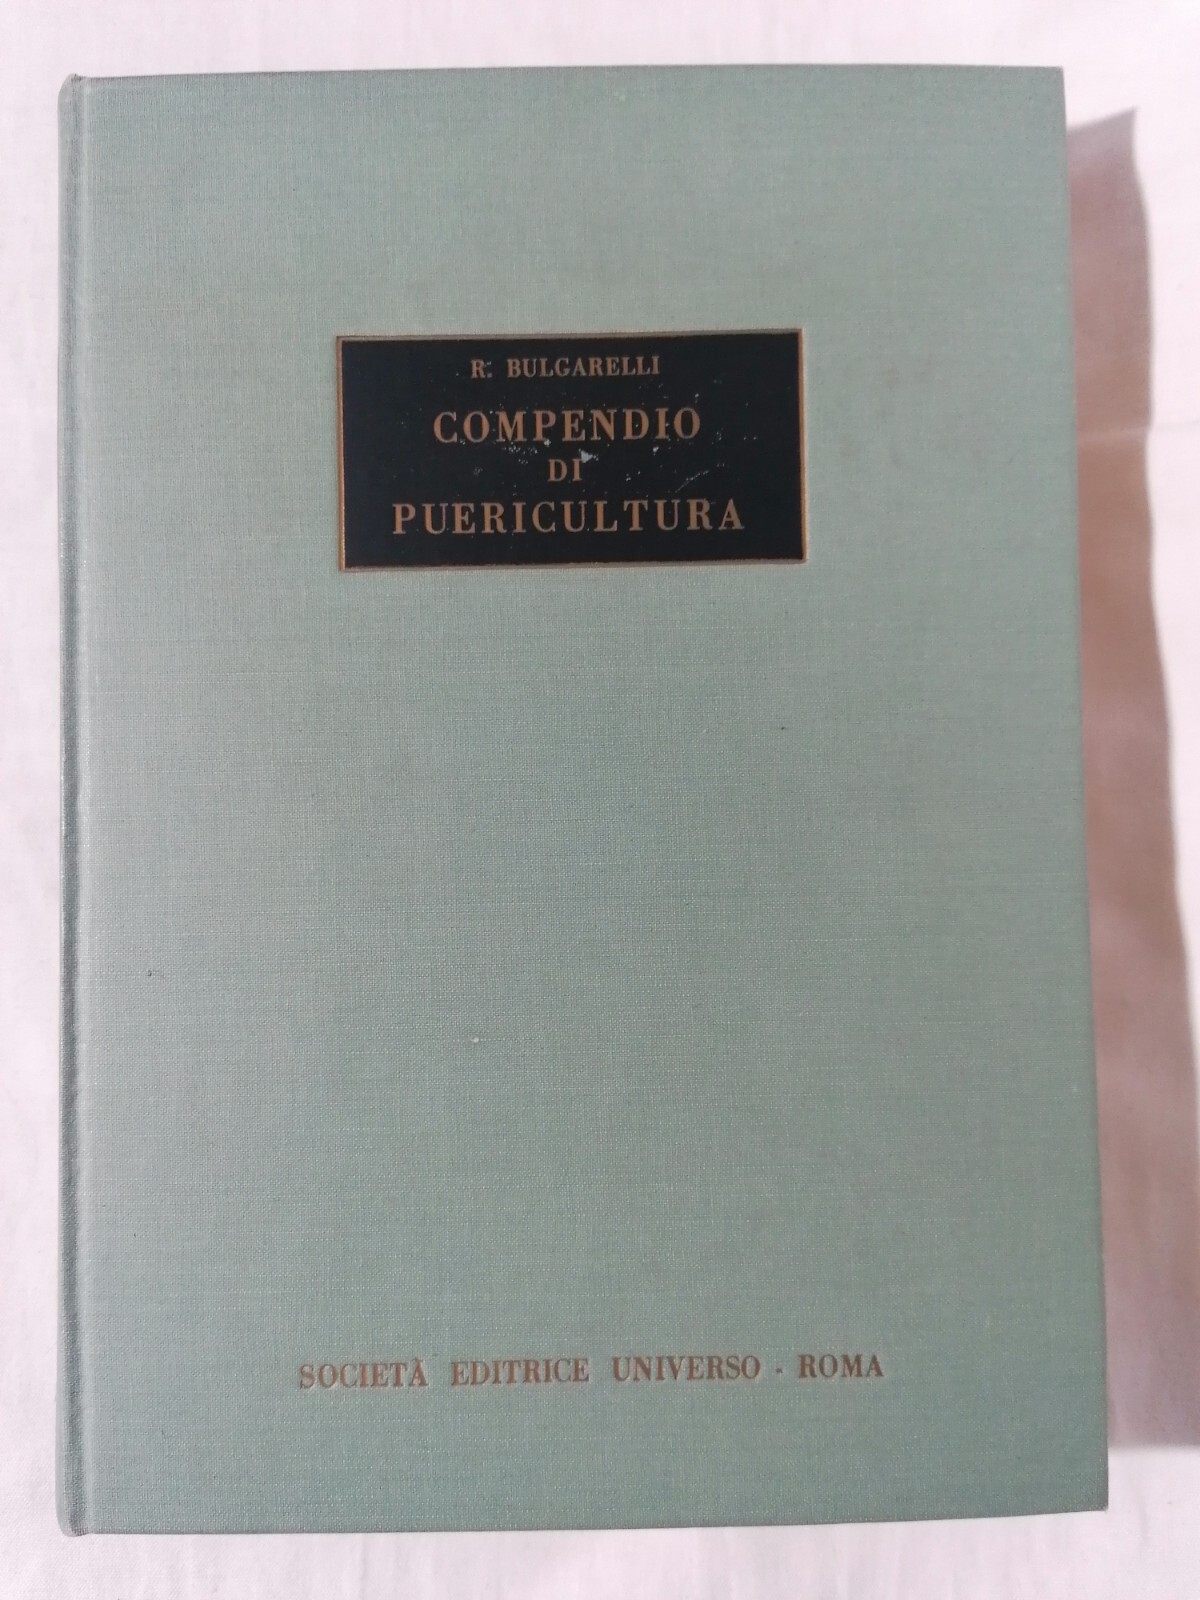 R. BULGARELLI
COMPENDIO
DI
PUERICULTURA
SOCIETÀ EDITRICE UNIVERSO - ROMA